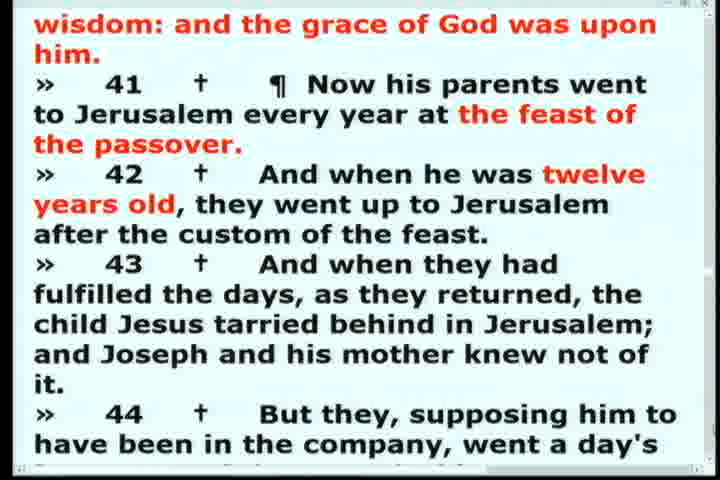 wisdom: and the grace of God was upon
him.
» 41 † ¶ Now his parents went
to Jerusalem every year at the feast of
the passover.
» 42 † And when he was twelve
years old, they went up to Jerusalem
after the custom of the feast.
» 43 † And when they had
fulfilled the days, as they returned, the
child Jesus tarried behind in Jerusalem;
and Joseph and his mother knew not of
it.
» 44 † But they, supposing him to
have been in the company, went a day's